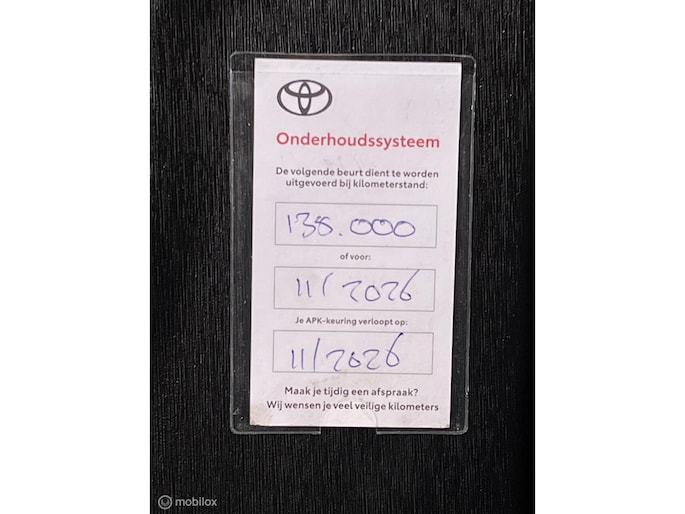 Onderhoudssysteem
De volgende beurt dient te worden
uitgevoerd bij kilometerstand:
138.000
of voor:
11/2026
Je APK-keuring verloopt op:
11/2026
Maak je tijdig een afspraak?
Wij wensen je veel veilige kilometers
mobilox